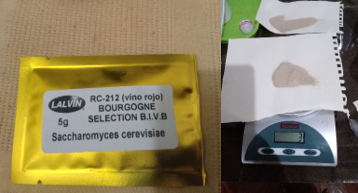 LALVIN
RC-212 (vino rojo)
BOURGOGNE
5g
SELECTION B.I.V.B
Saccharomyces cerevisiae